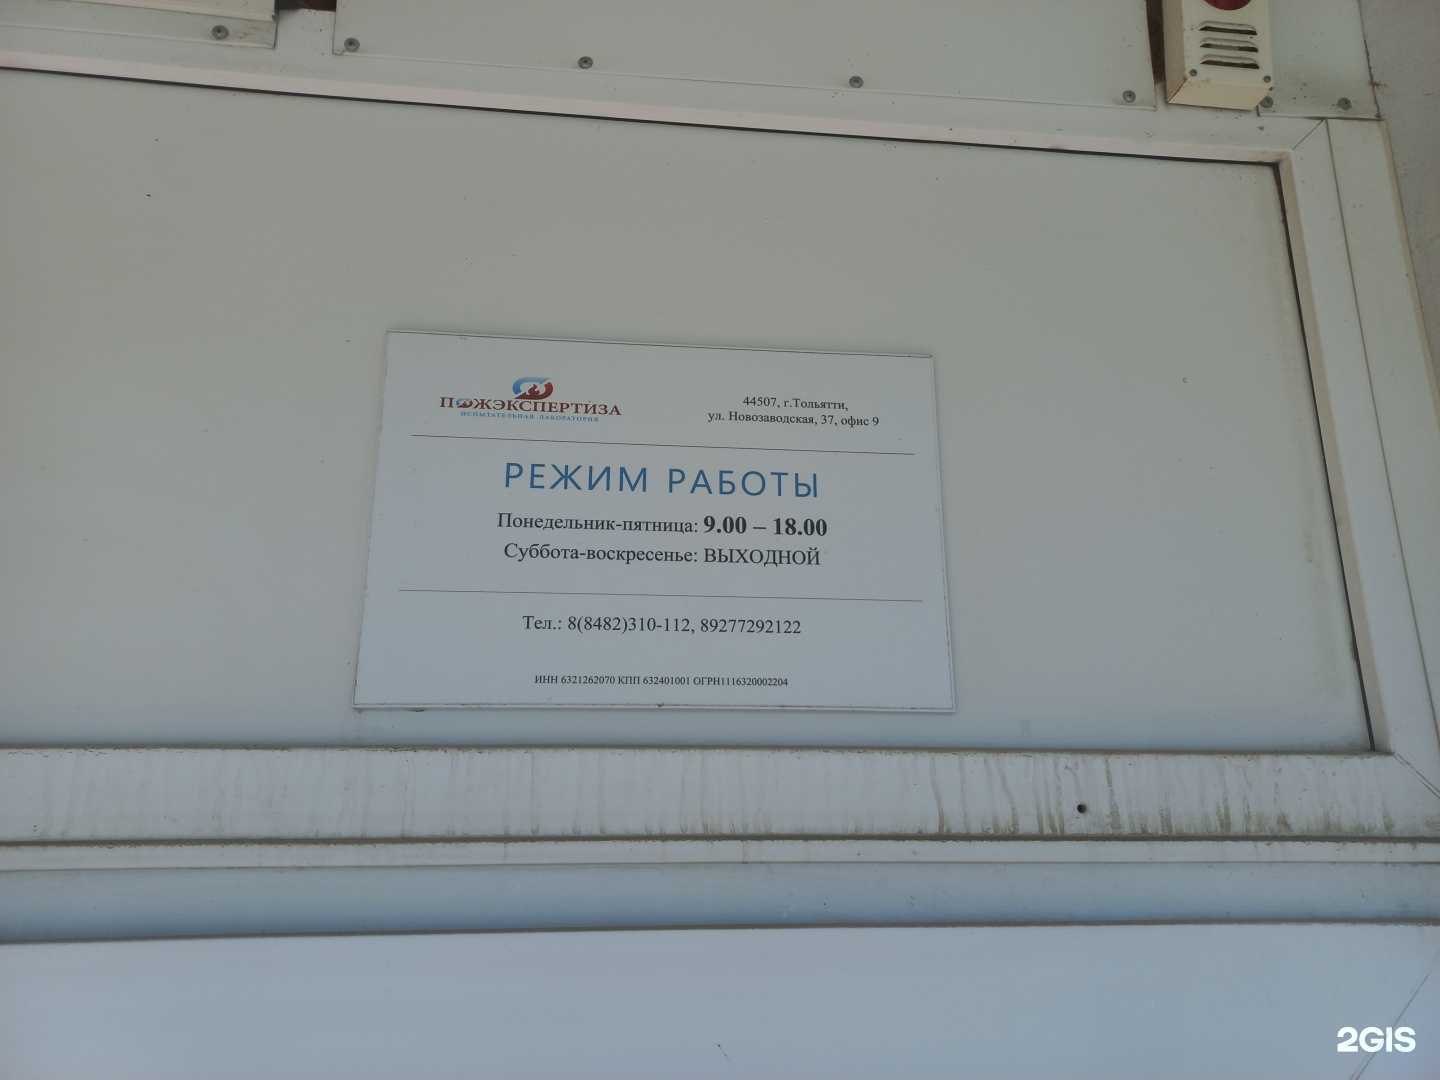 ПОЖЭКСПЕРТИЗА
ИСПЫТАТЕЛЬНАЯ ЛАБОРАТОРИЯ
44507, г.Тольятти,
ул. Новозаводская, 37, офис 9
РЕЖИМ РАБОТЫ
Понедельник-пятница: 9.00 – 18.00
Суббота-воскресенье: ВЫХОДНОЙ
Тел.: 8(8482)310-112, 89277292122
ИНН 6321262070 КПП 632401001 ОГРН1116320002204
2GIS